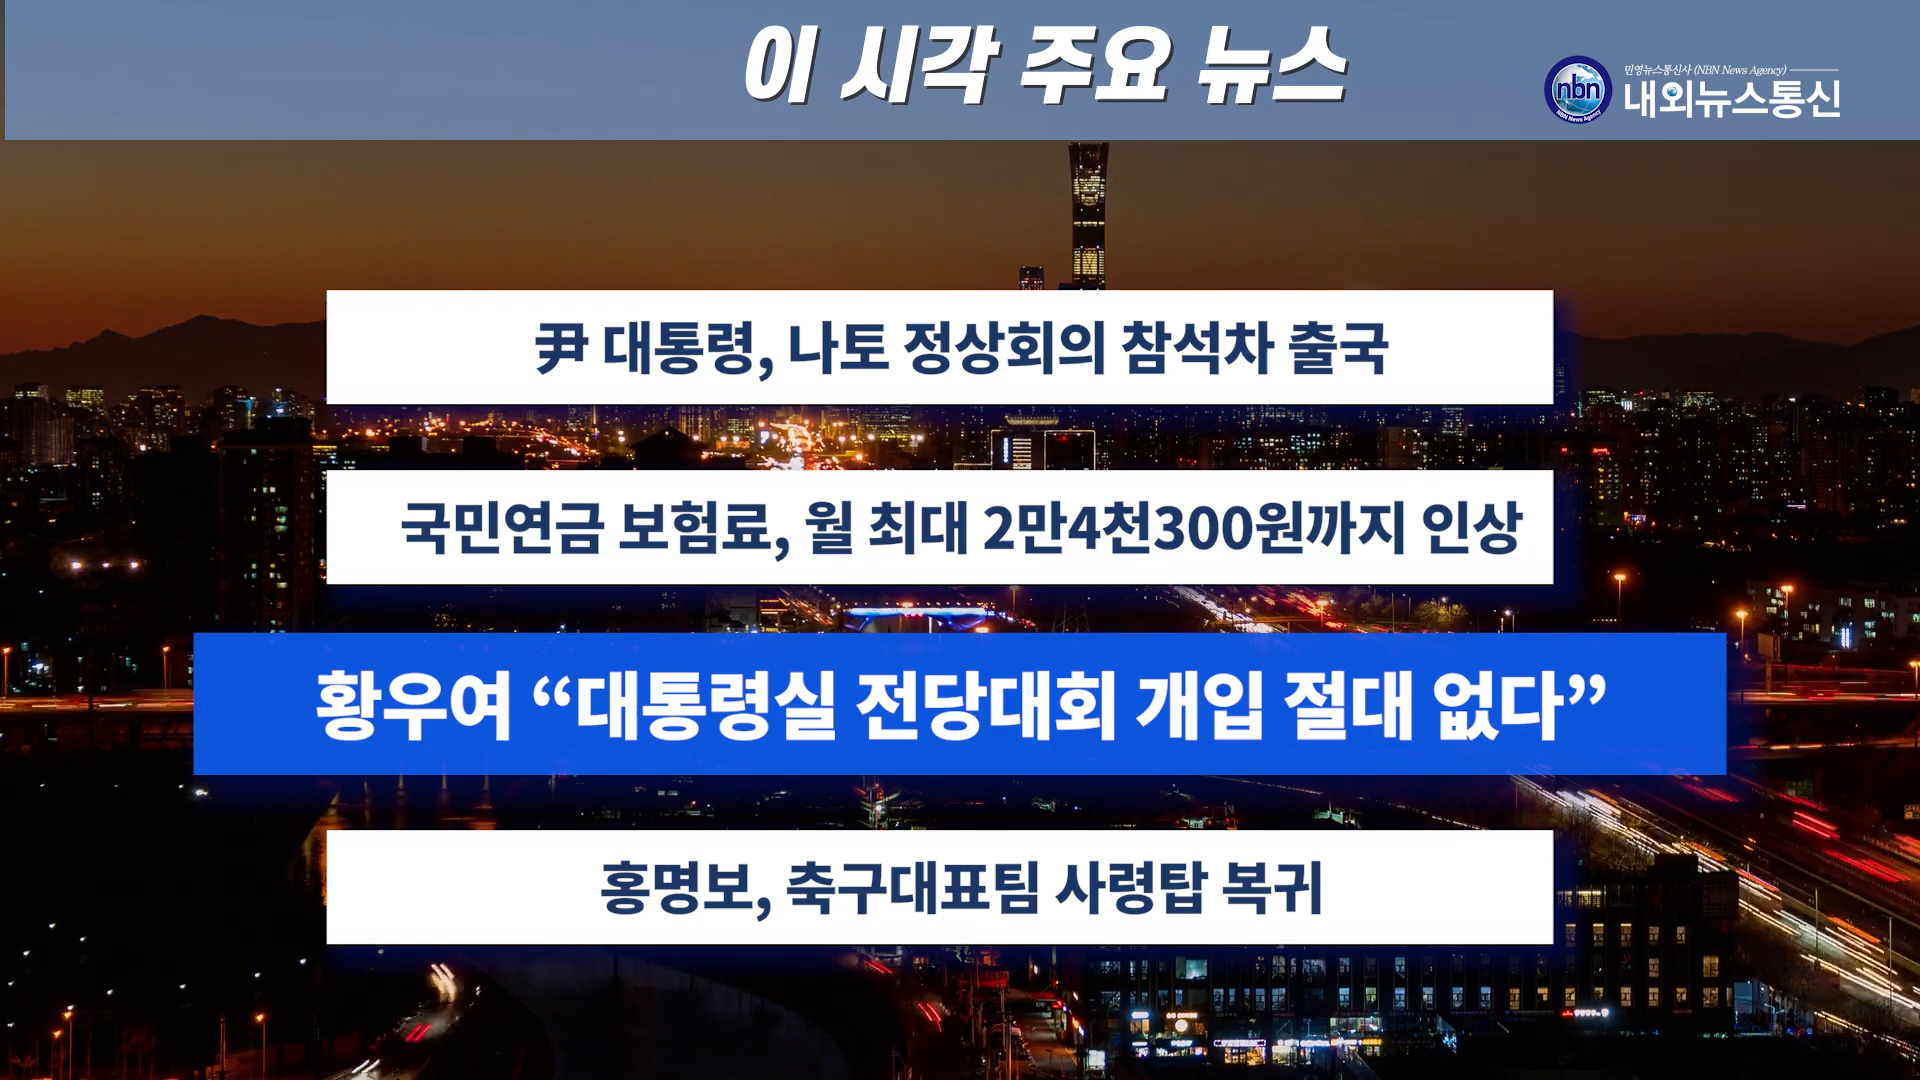 이 시각 주요 뉴스
민영뉴스통신사 (NBN News Agency)
nbn
NBN News Agency
내외뉴스통신
尹 대통령, 나토 정상회의 참석차 출국
국민연금 보험료, 월 최대 2만4천300원까지 인상
황우여 “대통령실 전당대회 개입 절대 없다”
홍명보, 축구대표팀 사령탑 복귀